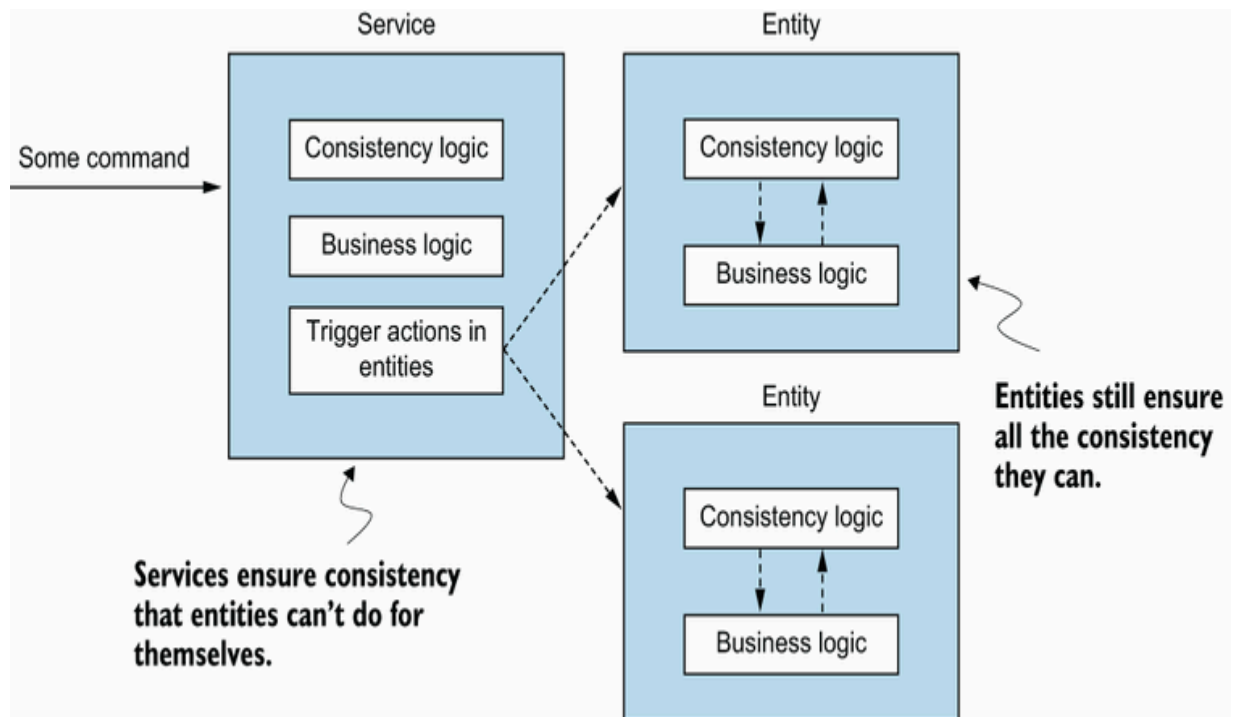 Service
Some command
Consistency logic
Business logic
Trigger actions in
entities
Services ensure consistency
that entities can't do for
themselves.
Entity
Consistency logic
Business logic
Entities still ensure
all the consistency
they can.
Entity
Consistency logic
Business logic